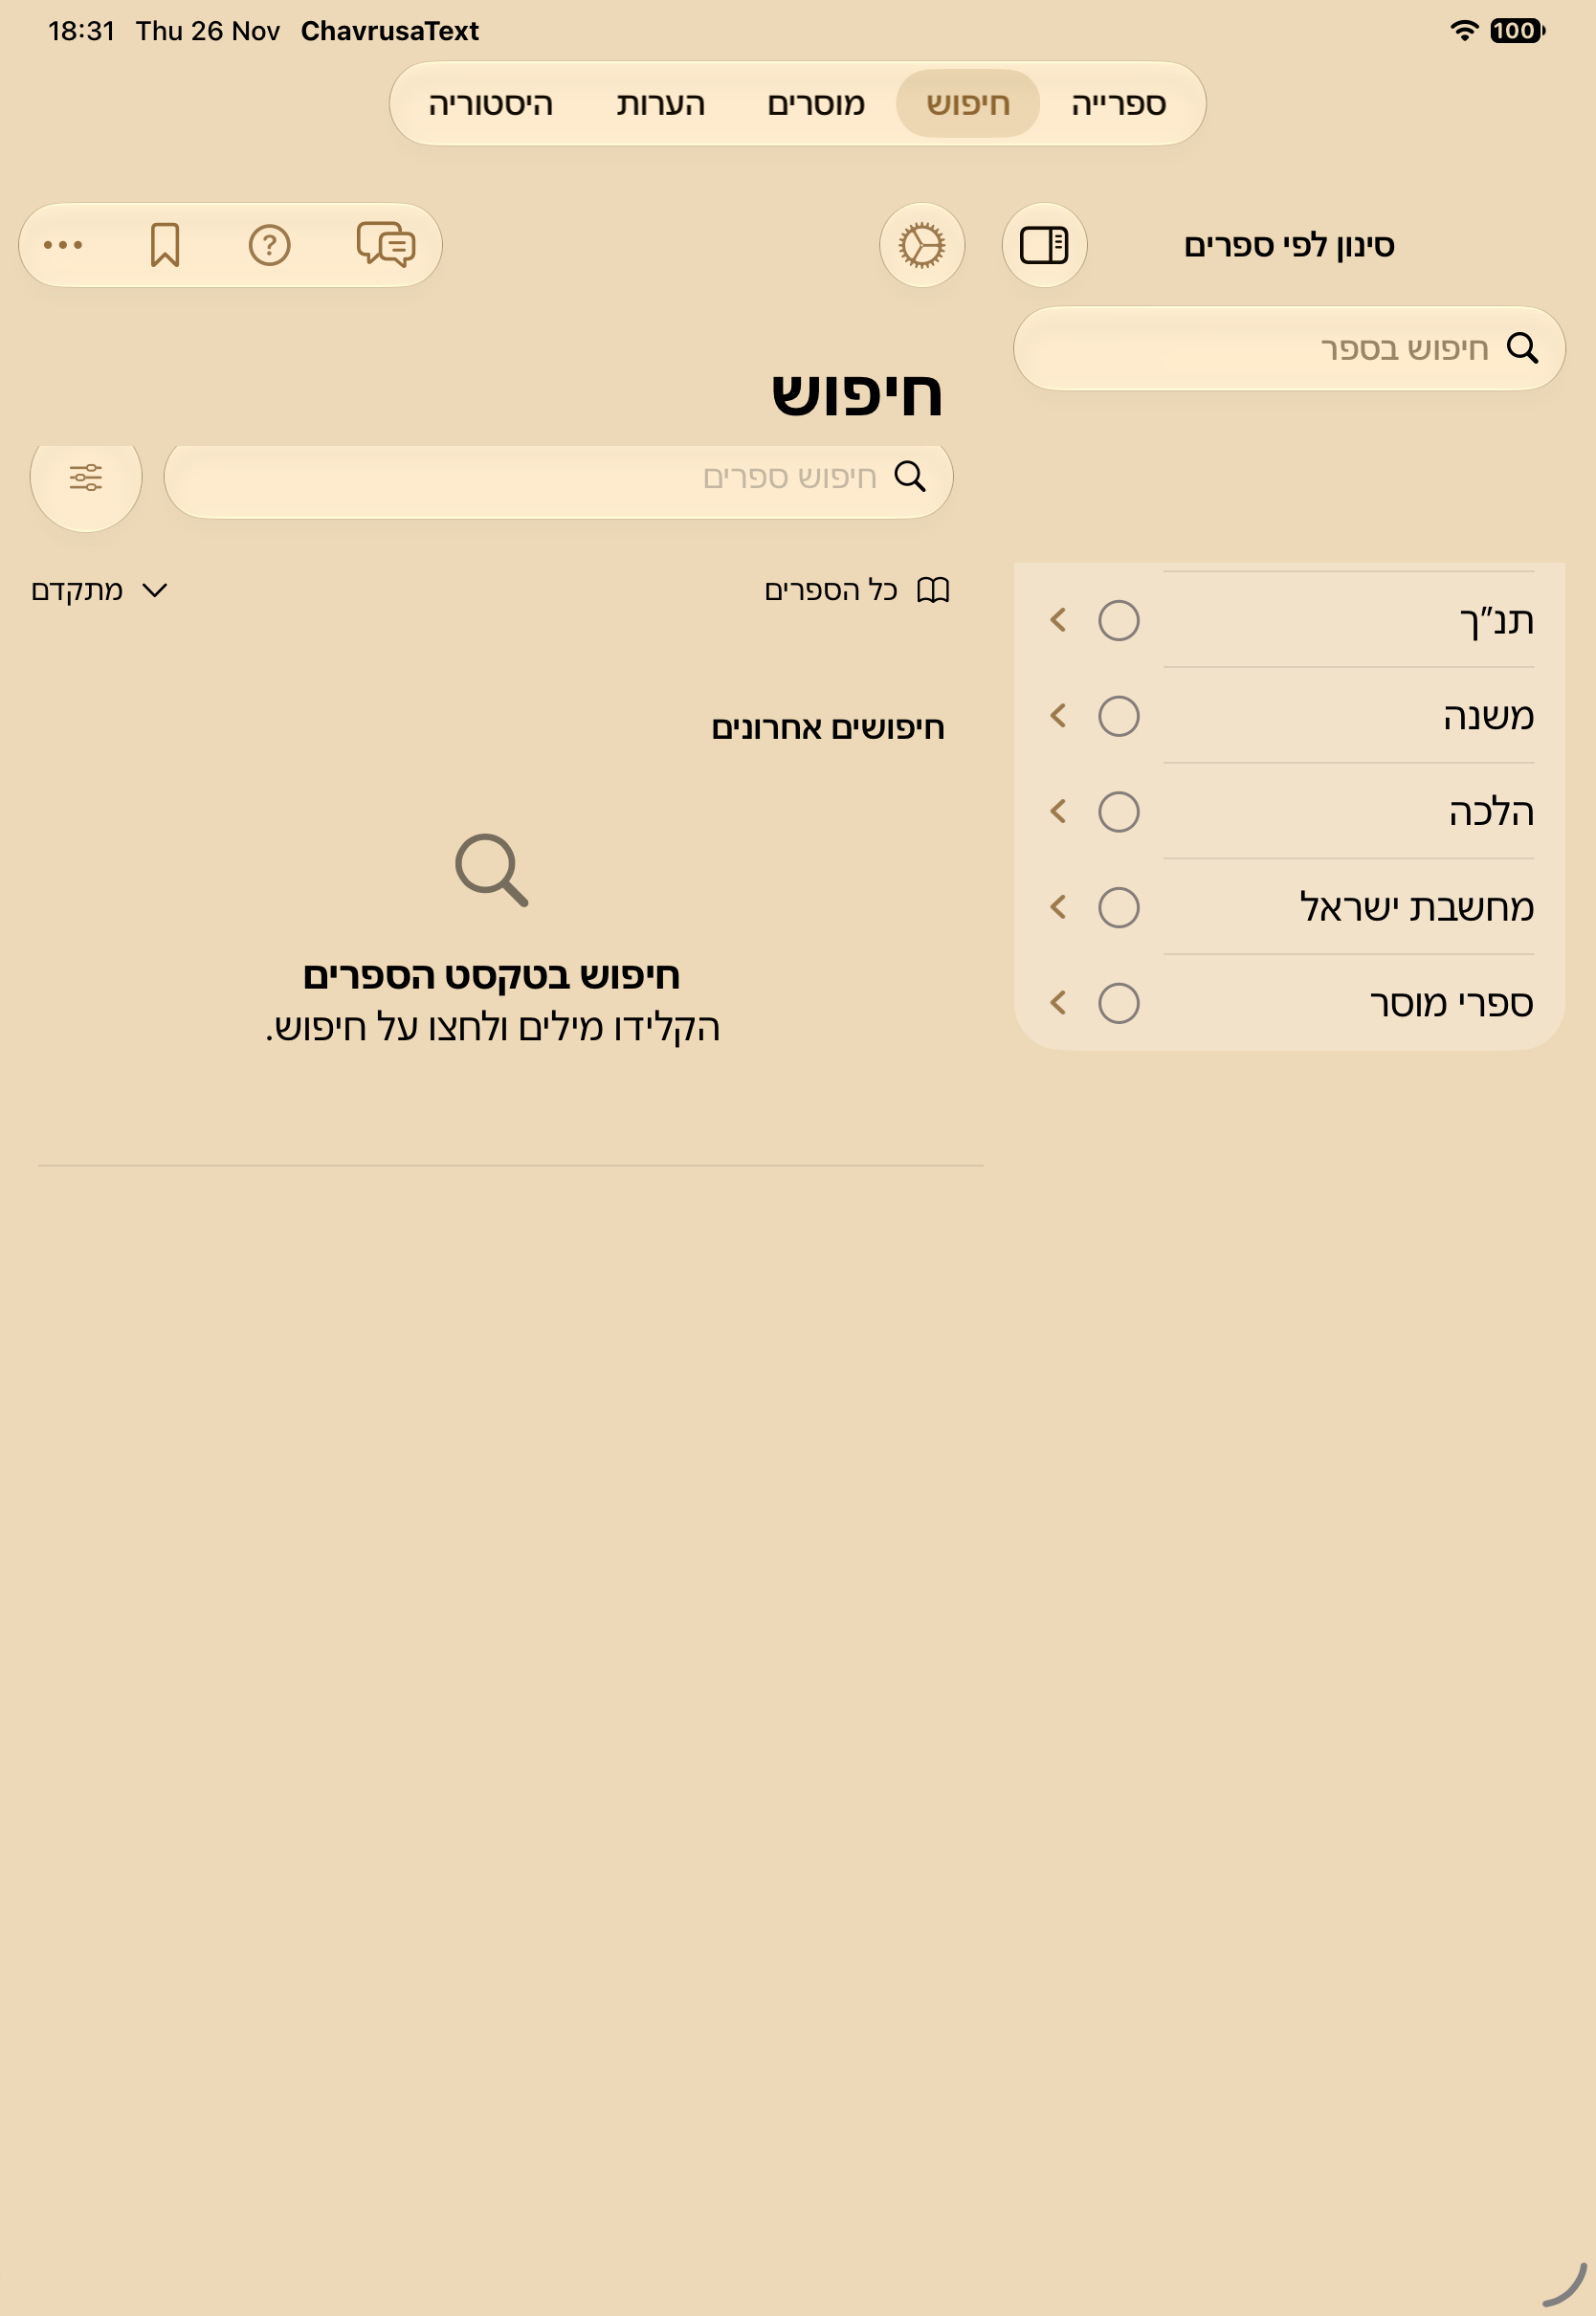 18:31 Thu 26 Nov ChavrusaText
100
ספרייה חיפוש מוסרים הערות היסטוריה
סינון לפי ספרים
חיפוש בספר
חיפוש
חיפוש ספרים
כל הספרים
מתקדם
תנ"ך
משנה
הלכה
מחשבת ישראל
ספרי מוסר
חיפושים אחרונים
חיפוש בטקסט הספרים
הקלידו מילים ולחצו על חיפוש.